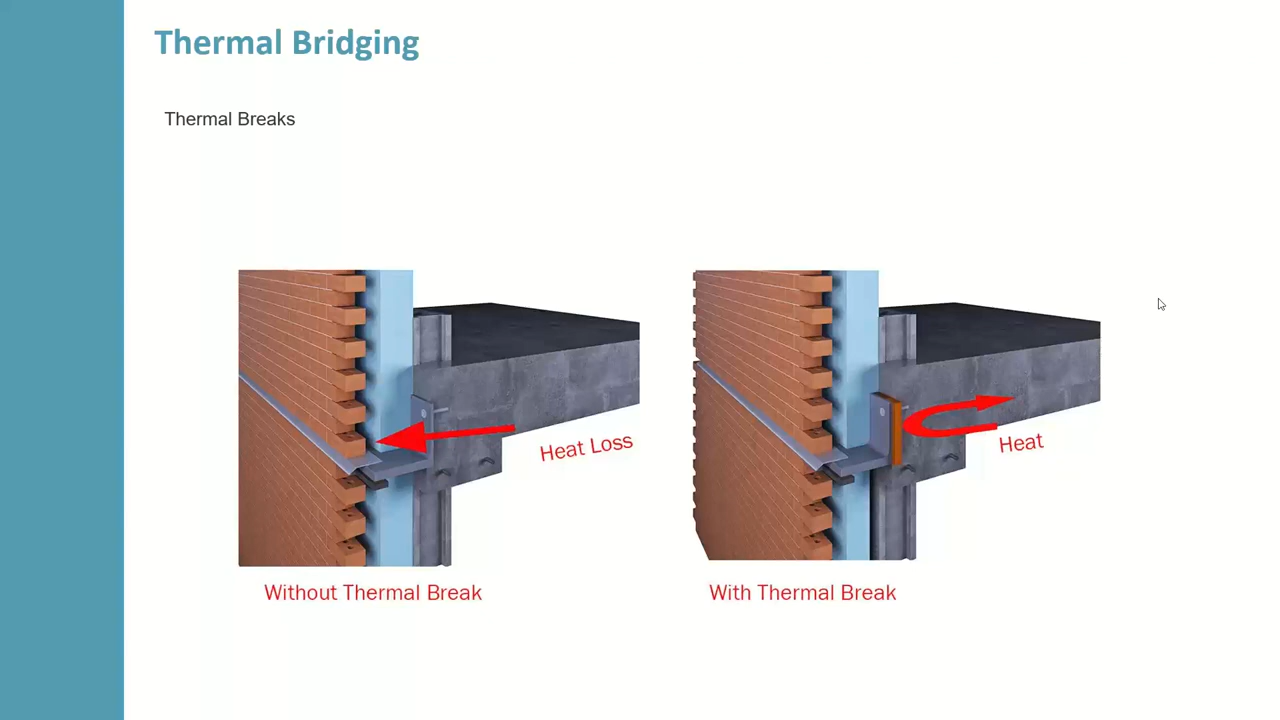 Thermal Bridging
Thermal Breaks
Heat Loss
Heat
Without Thermal Break
With Thermal Break